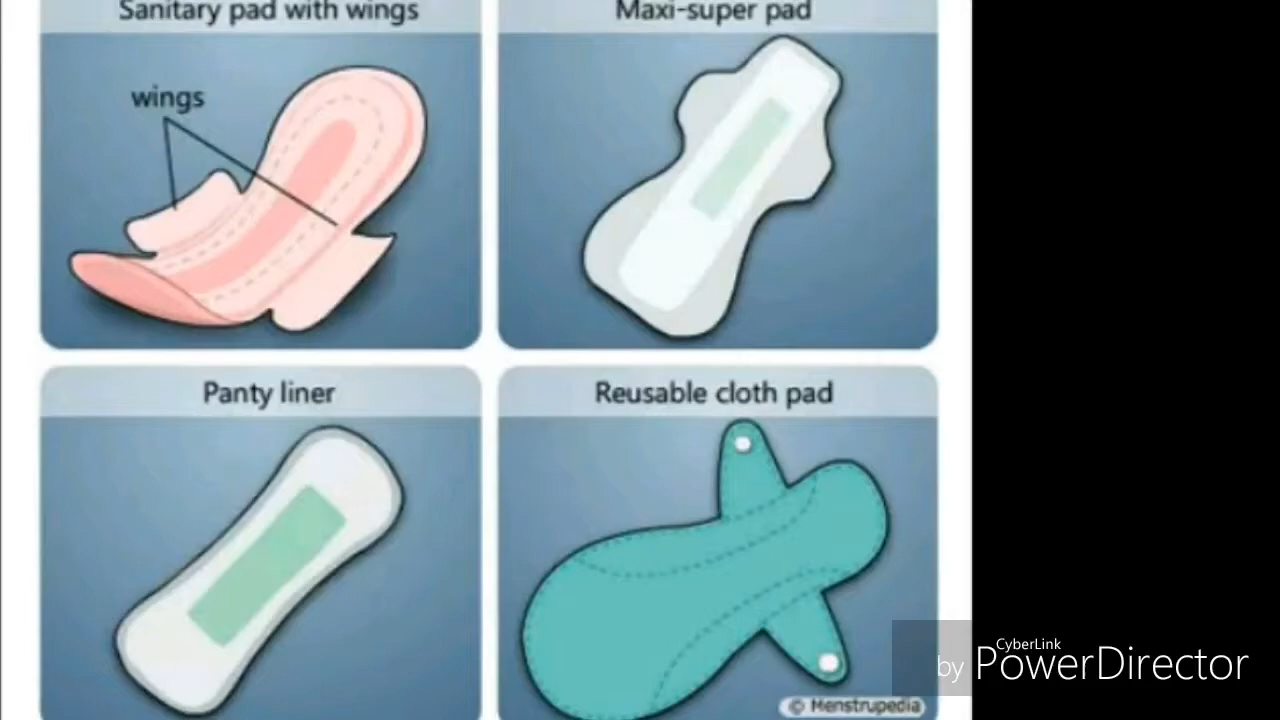 Sanitary pad with wings
Maxi-super pad
wings
Panty liner
Reusable cloth pad
© Menstrupedia
by CyberLink
PowerDirector